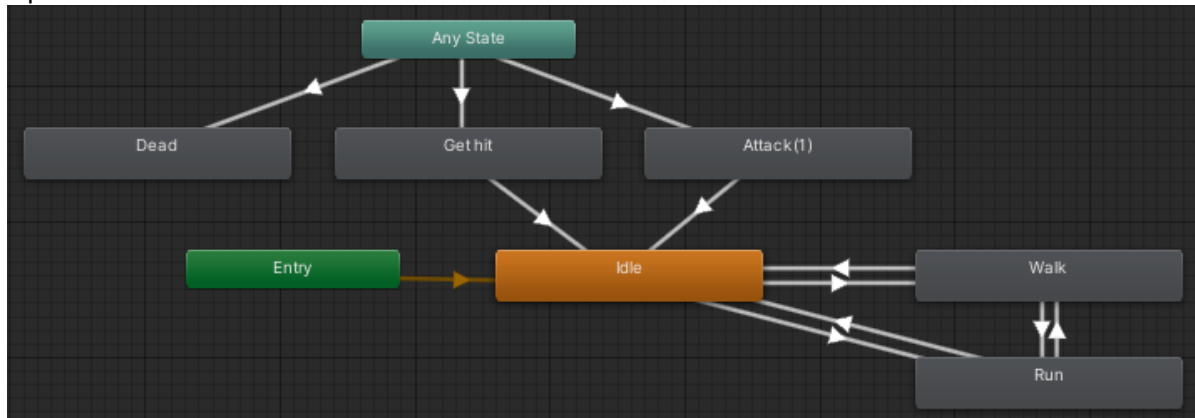 Any State
Dead
Get hit
Attack(1)
Entry
Idle
Walk
Run